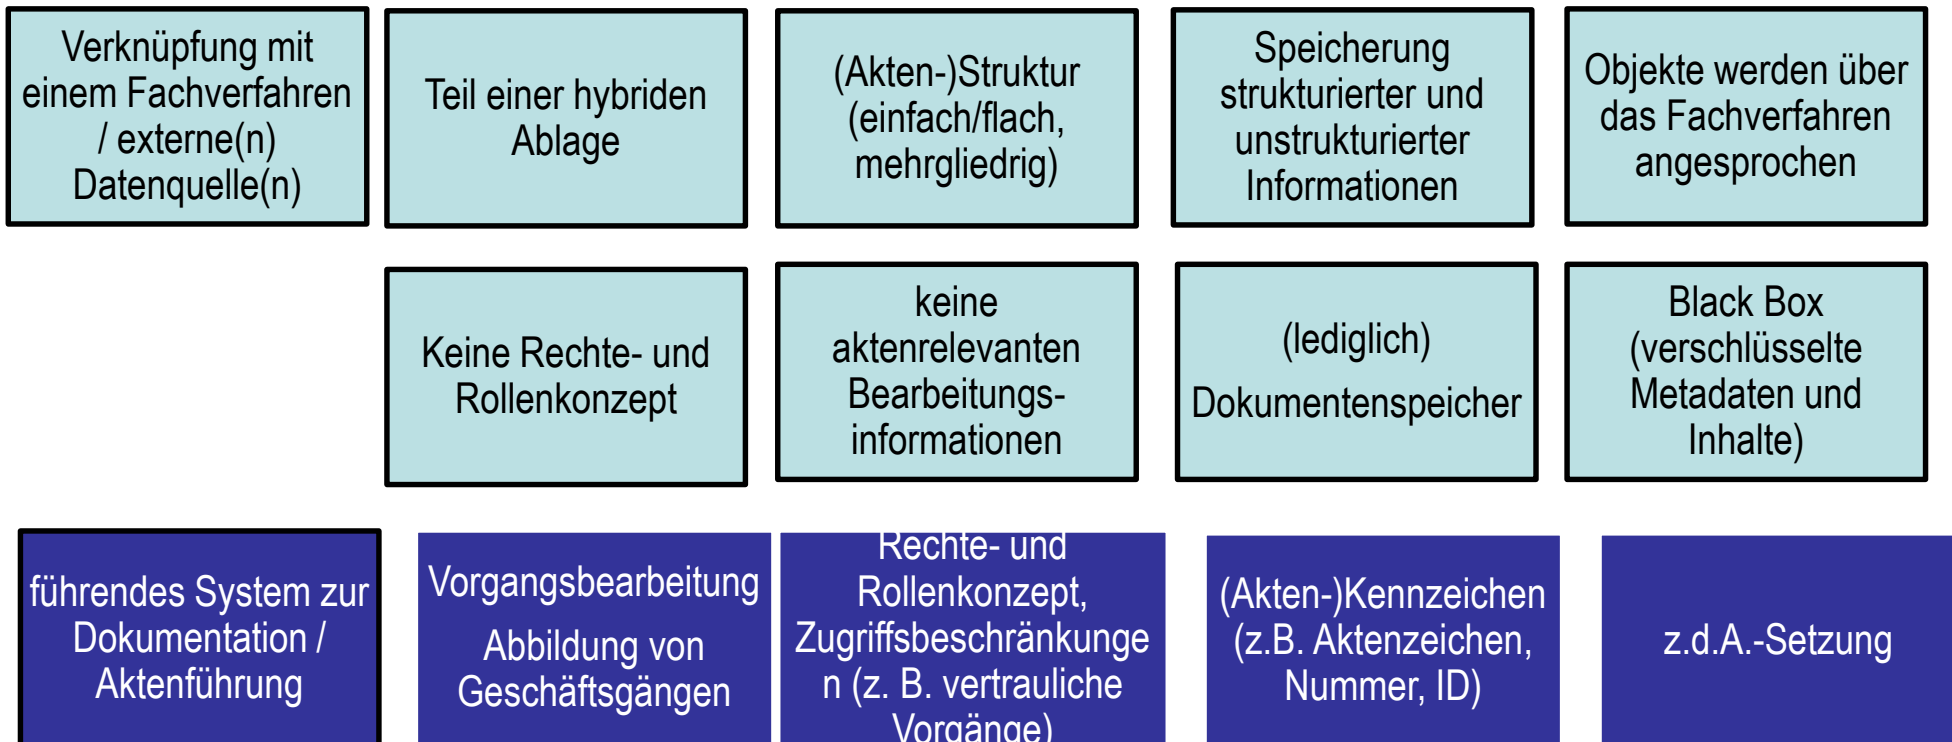 Verknüpfung mit
einem Fachverfahren
/ externe(n)
Datenquelle(n)
Teil einer hybriden
Ablage
(Akten-)Struktur
(einfach/flach,
mehrgliedrig)
Speicherung
strukturierter und
unstrukturierter
Informationen
Objekte werden über
das Fachverfahren
angesprochen
Keine Rechte- und
Rollenkonzept
keine
aktenrelevanten
Bearbeitungs-
informationen
(lediglich)
Dokumentenspeicher
Black Box
(verschlüsselte
Metadaten und
Inhalte)
führendes System zur
Dokumentation /
Aktenführung
Vorgangsbearbeitung
Abbildung von
Geschäftsgängen
Rechte- und
Rollenkonzept,
Zugriffsbeschränkunge
n (z. B. vertrauliche
Vorgänge)
(Akten-)Kennzeichen
(z.B. Aktenzeichen,
Nummer, ID)
z.d.A.-Setzung